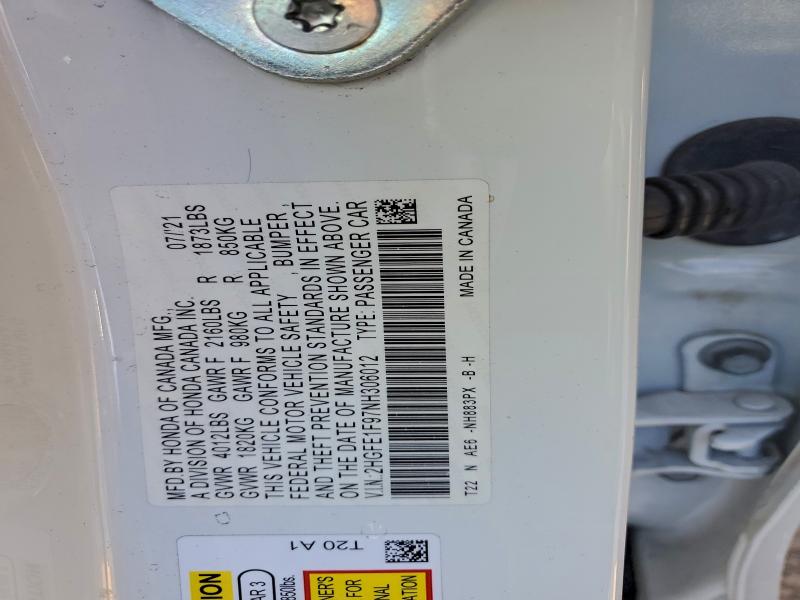 MFD.BY HONDA OF CANADA MFG., 07/'21
A DIVISION OF HONDA CANADA INC.
GVWR 4012LBS GAWR F 2160LBS R 1873LBS
GVWR 1820KG GAWR F 980KG R 850KG
THIS VEHICLE CONFORMS TO ALL APPLICABLE
FEDERAL MOTOR VEHICLE SAFETY , BUMPER ,
AND THEFT PREVENTION STANDARDS IN EFFECT
ON THE DATE OF MANUFACTURE SHOWN ABOVE.
V.I.N.:2HGFE1F97NH306012 TYPE: PASSENGER CAR
T22 N AE6 -NH883PX -B -H MADE IN CANADA
T20 A1
AR 3
850lbs.